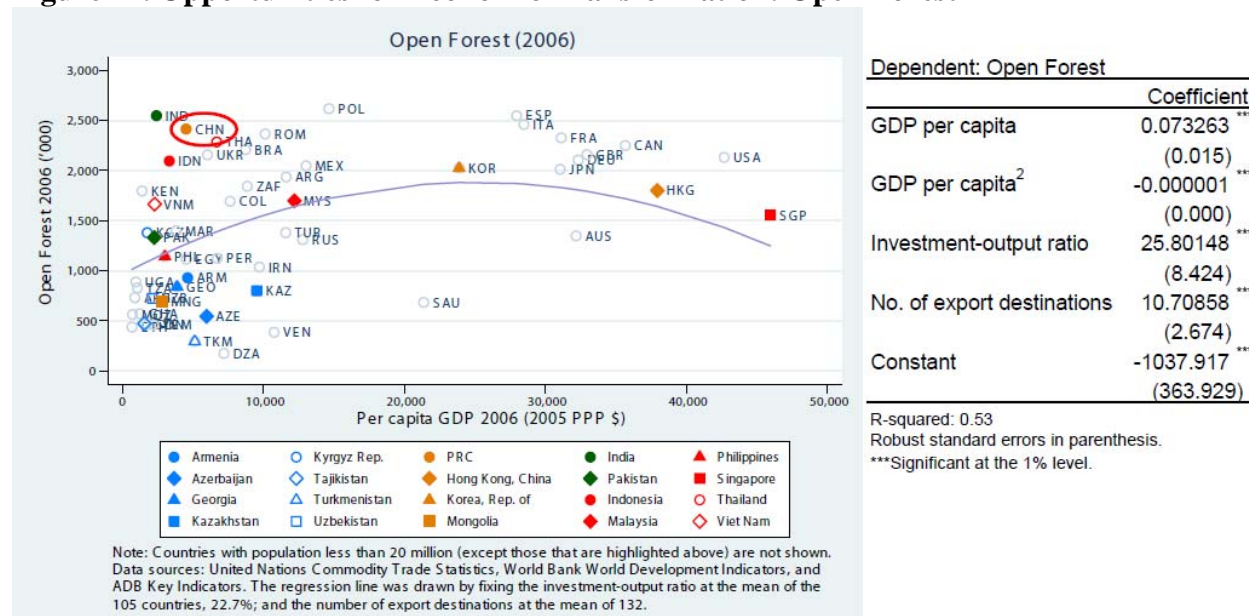 Opportunities for Economic Transformation: Open Forest
Open Forest (2006)
Open Forest 2006 ('000)
3,000
2,500
2,000
1,500
1,000
500
0
POL
ESP
IND
ITA
CHN
ROM
FRA
THA
CAN
BRA
UKR
GBR
DEU
USA
IDN
MEX
KOR
JPN
ARG
KEN
ZAF
HKG
COL
MYS
VNM
SGP
MAR
TUR
PAK
RUS
AUS
PHL
EGY
PER
IRN
ARM
UGA
TZA
GEO
KAZ
MNG
SAU
GHA
AZE
VEN
TKM
DZA
0
10,000
20,000
30,000
40,000
50,000
Per capita GDP 2006 (2005 PPP $)
Armenia Kyrgyz Rep. PRC India Philippines
Azerbaijan Tajikistan Hong Kong, China Pakistan Singapore
Georgia Turkmenistan Korea, Rep. of Indonesia Thailand
Kazakhstan Uzbekistan Mongolia Malaysia Viet Nam
Note: Countries with population less than 20 million (except those that are highlighted above) are not shown.
Data sources: United Nations Commodity Trade Statistics, World Bank World Development Indicators, and
ADB Key Indicators. The regression line was drawn by fixing the investment-output ratio at the mean of the
105 countries, 22.7%; and the number of export destinations at the mean of 132.
Dependent: Open Forest
Coefficient
GDP per capita 0.073263 ***
(0.015)
GDP per capita² -0.000001 ***
(0.000)
Investment-output ratio 25.80148 ***
(8.424)
No. of export destinations 10.70858 ***
(2.674)
Constant -1037.917 ***
(363.929)
R-squared: 0.53
Robust standard errors in parenthesis.
***Significant at the 1% level.